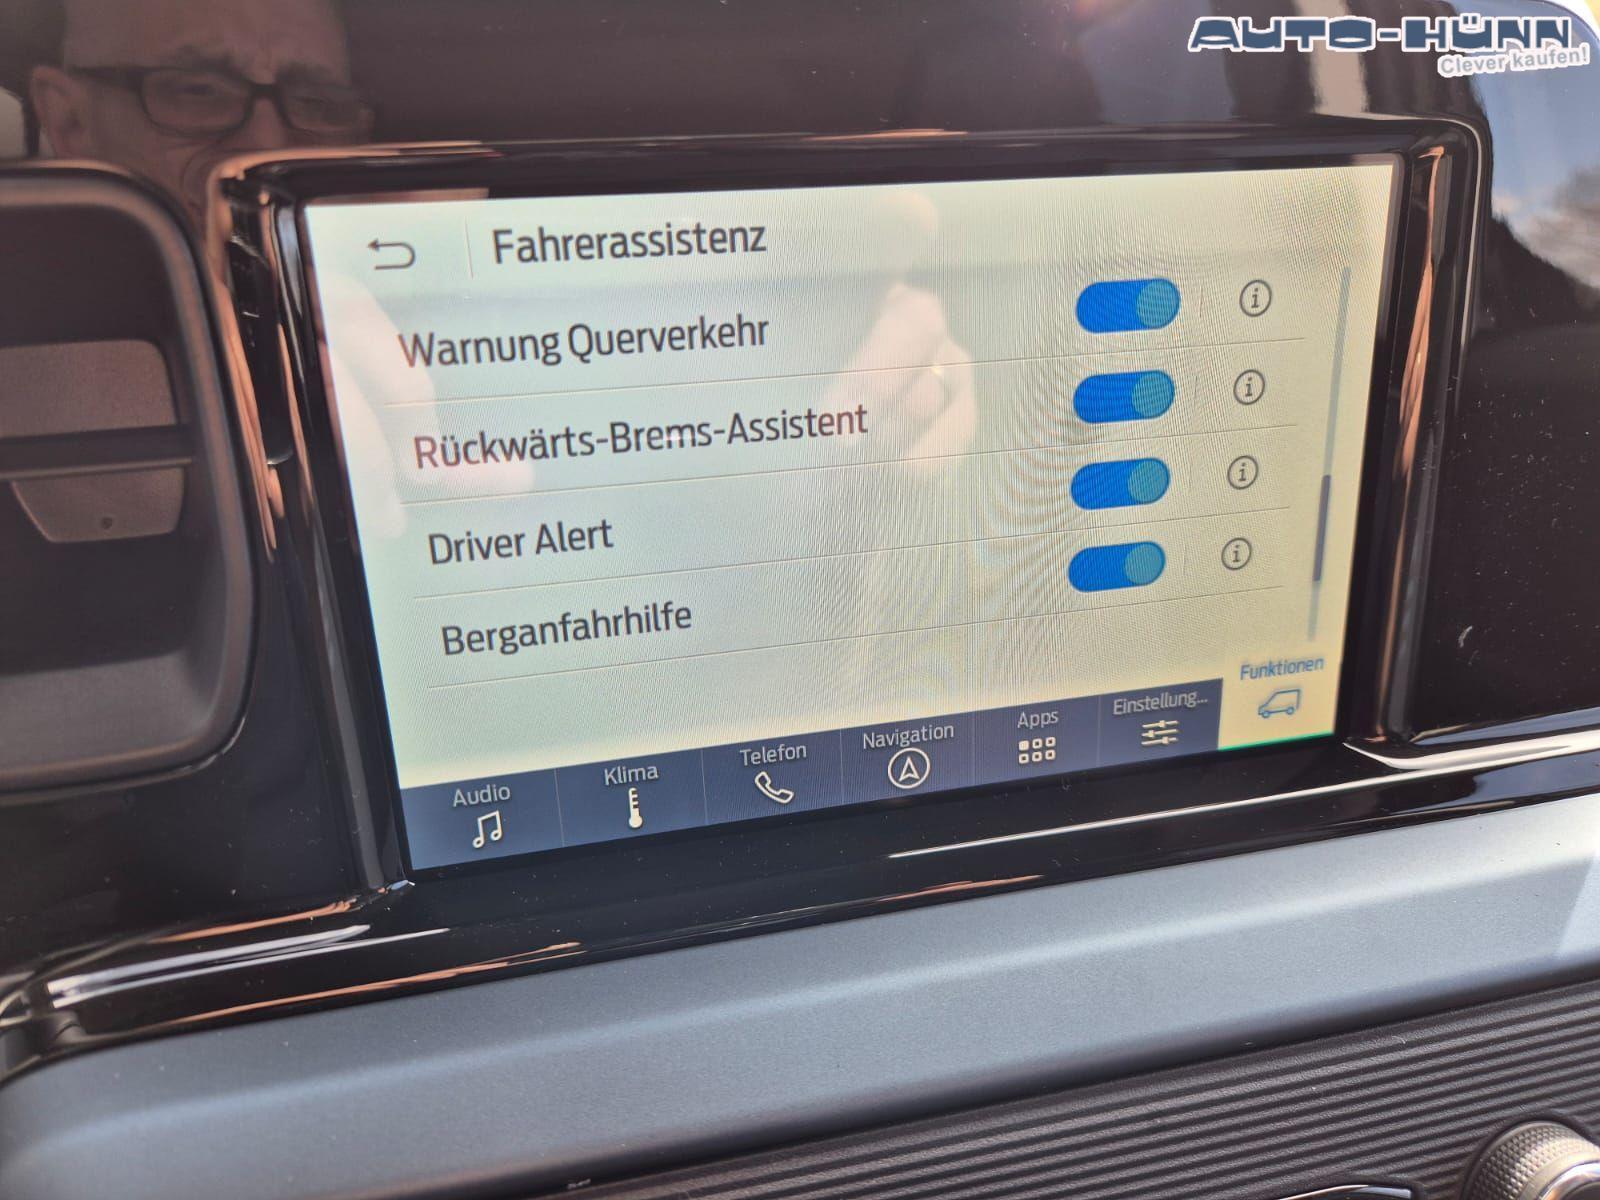 AUTO-HÜNN
Clever kaufen!
Fahrerassistenz
Warnung Querverkehr
Rückwärts-Brems-Assistent
Driver Alert
Berganfahrhilfe
Audio
Klima
Telefon
Navigation
Apps
Einstellung...
Funktionen